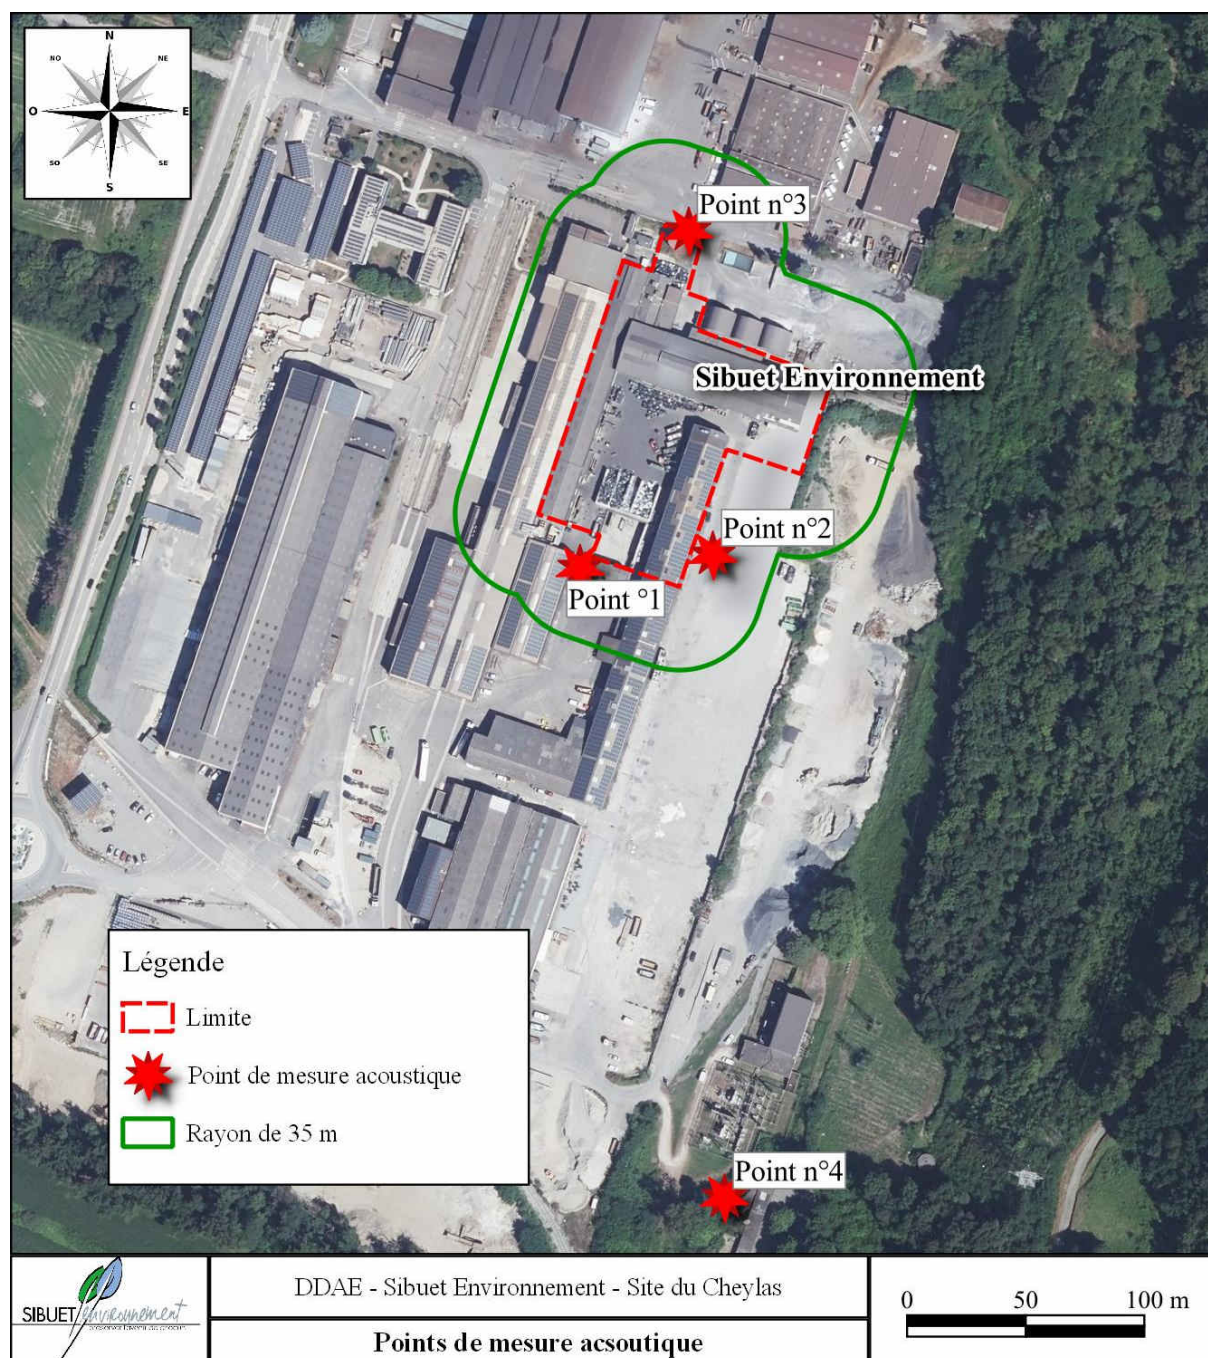 N
NO
NE
O
E
SO
SE
S
Point n°3
Sibuet Environnement
Point n°2
Point °1
Légende
Limite
Point de mesure acoustique
Rayon de 35 m
Point n°4
SIBUET environnement
DDAE - Sibuet Environnement - Site du Cheylas
Points de mesure acsoutique
0 50 100 m